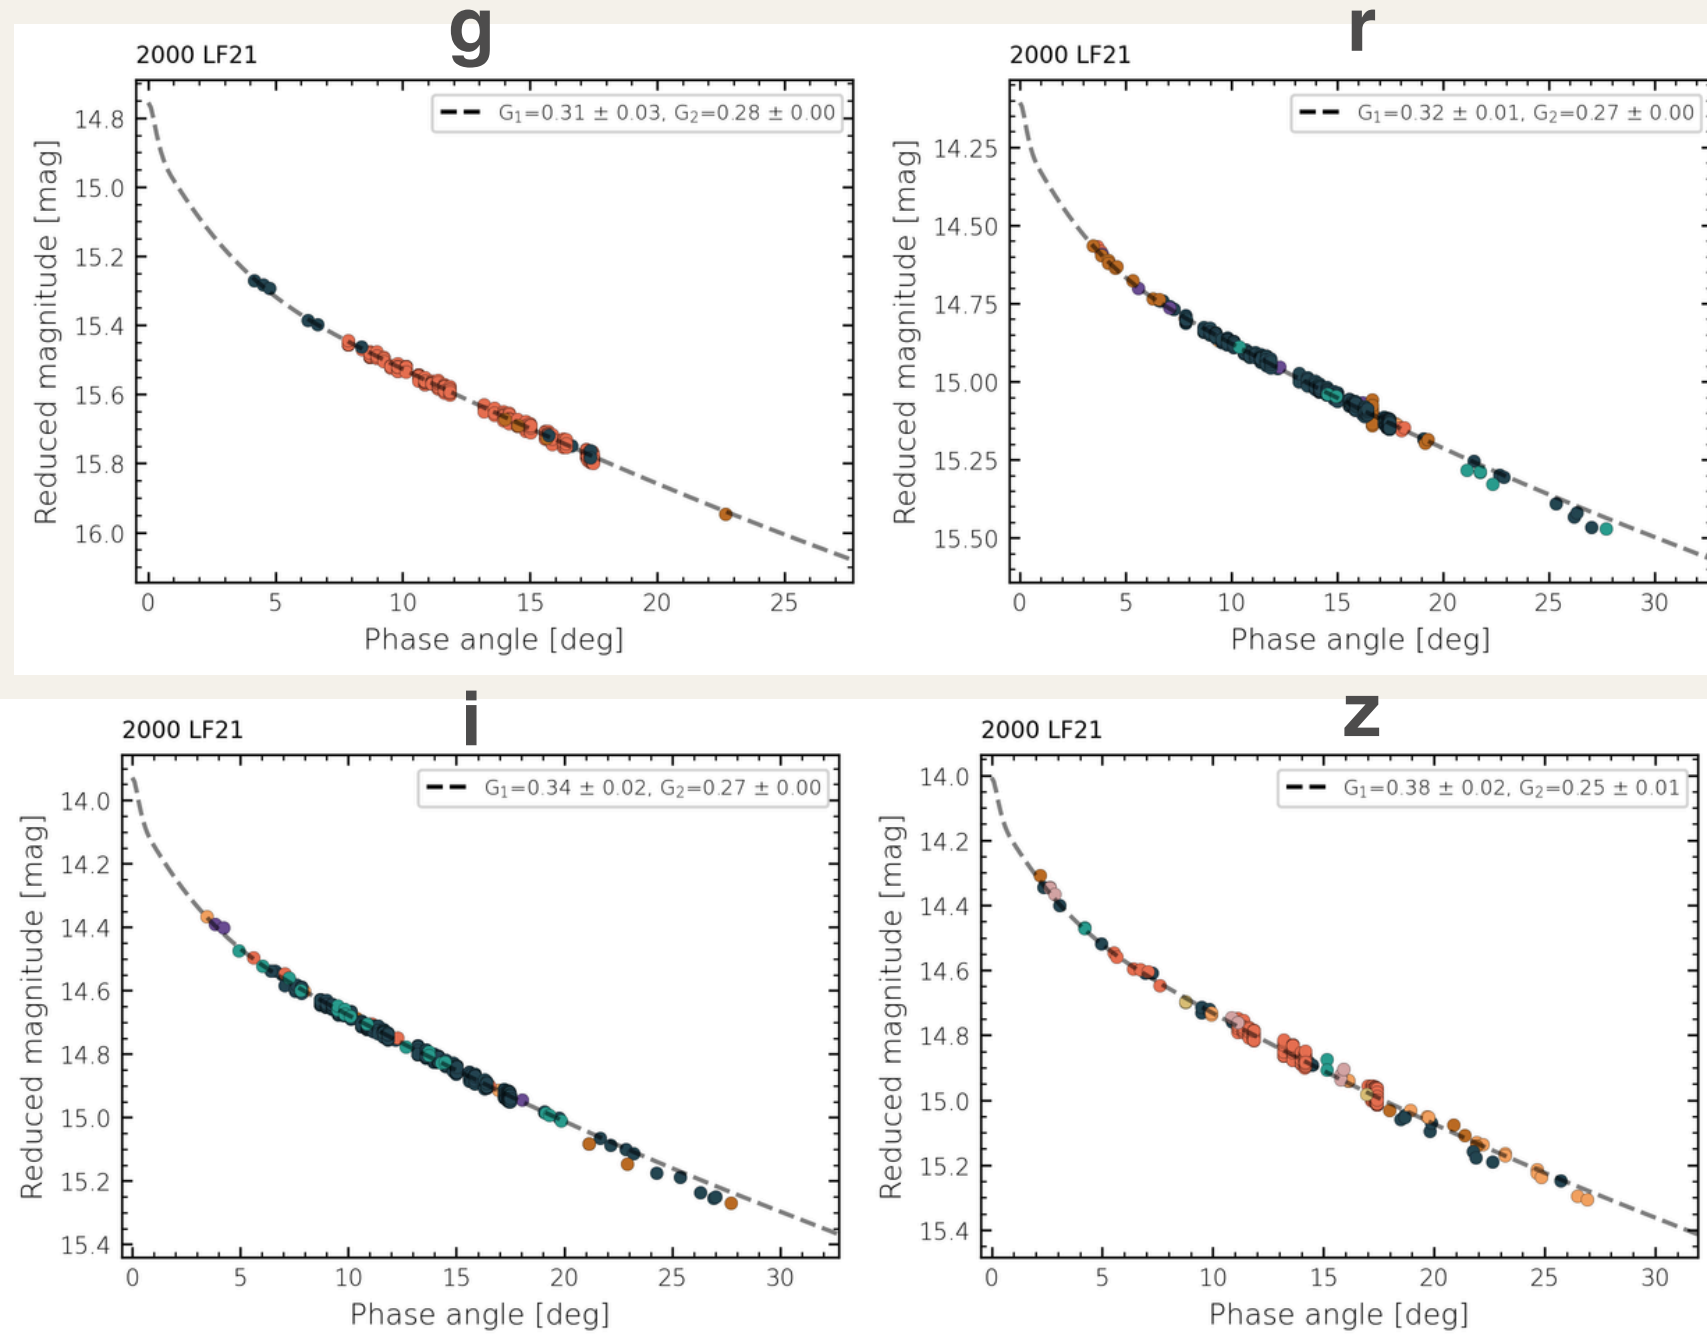 g
2000 LF21
G₁=0.31 ± 0.03, G₂=0.28 ± 0.00
Reduced magnitude [mag]
14.8
15.0
15.2
15.4
15.6
15.8
16.0
0 5 10 15 20 25
Phase angle [deg]
r
2000 LF21
G₁=0.32 ± 0.01, G₂=0.27 ± 0.00
Reduced magnitude [mag]
14.25
14.50
14.75
15.00
15.25
15.50
0 5 10 15 20 25 30
Phase angle [deg]
i
2000 LF21
G₁=0.34 ± 0.02, G₂=0.27 ± 0.00
Reduced magnitude [mag]
14.0
14.2
14.4
14.6
14.8
15.0
15.2
15.4
0 5 10 15 20 25 30
Phase angle [deg]
z
2000 LF21
G₁=0.38 ± 0.02, G₂=0.25 ± 0.01
Reduced magnitude [mag]
14.0
14.2
14.4
14.6
14.8
15.0
15.2
15.4
0 5 10 15 20 25 30
Phase angle [deg]